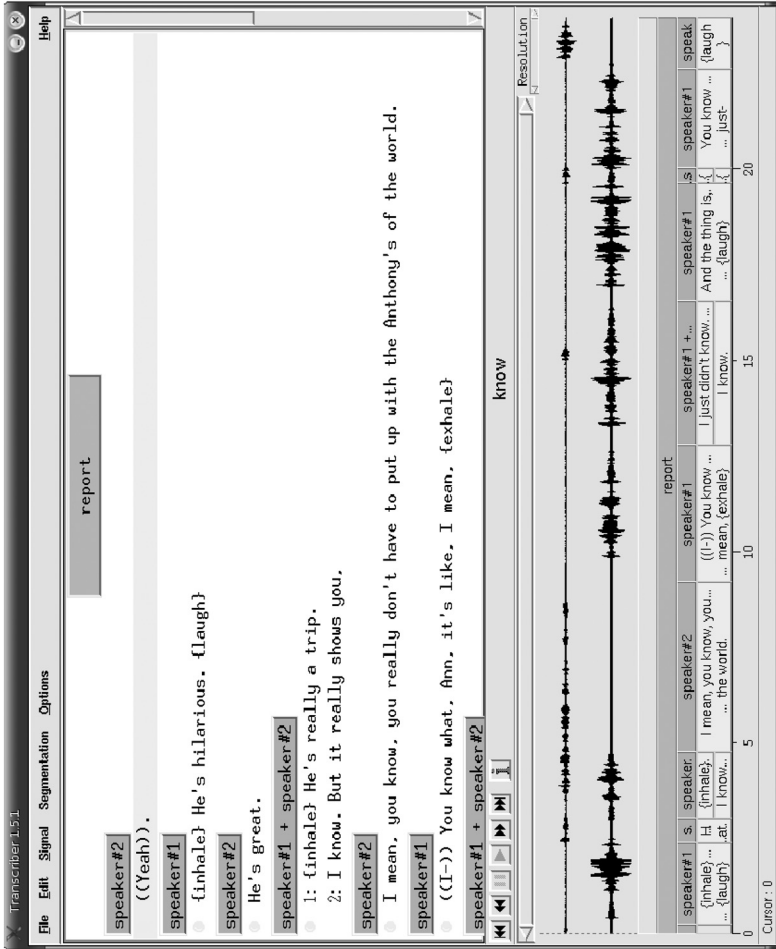 Transcriber 1.5.1
File Edit Signal Segmentation Options Help
report
speaker#2
((Yeah)).
speaker#1
{inhale} He's hilarious. {laugh}
speaker#2
He's great.
speaker#1 + speaker#2
1: {inhale} He's really a trip.
2: I know. But it really shows you,
speaker#2
I mean, you know, you really don't have to put up with the Anthony's of the world.
speaker#1
((I-)) You know what, Ann, it's like, I mean, {exhale}
speaker#1 + speaker#2
know
Resolution
report
speaker#1 s. speaker. speaker#2 speaker#1 speaker#1 +... speaker#1 .s speaker#1 speak
{inhale} ... H {inhale}. I mean, you know, you... ((I-)) You know ... I just didn't know. ... And the thing is,. .{ You know ... {laugh
... {laugh} .at. I know... ... the world. ... mean, {exhale} I know. ... {laugh} .{ ... just- }
0 5 10 15 20
Cursor : 0